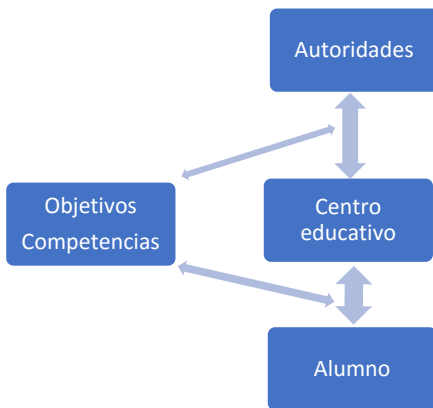 Autoridades
Objetivos
Competencias
Centro
educativo
Alumno